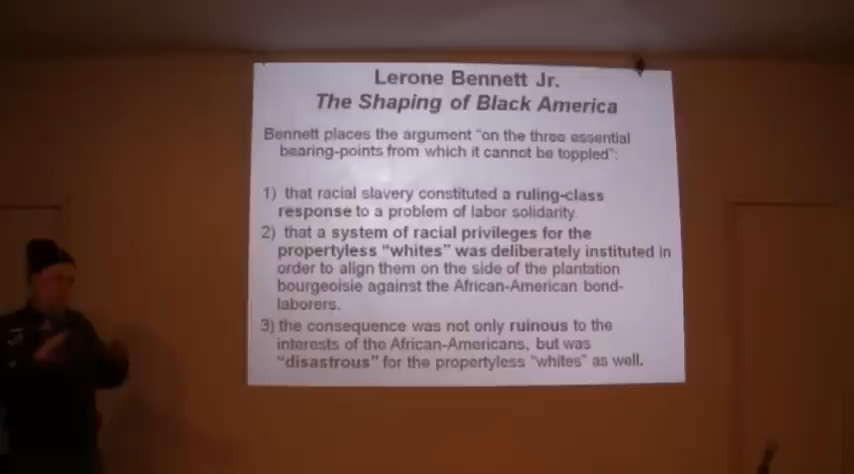 Lerone Bennett Jr.
The Shaping of Black America
Bennett places the argument “on the three essential
bearing-points from which it cannot be toppled”:
1) that racial slavery constituted a ruling-class
response to a problem of labor solidarity.
2) that a system of racial privileges for the
propertyless “whites” was deliberately instituted in
order to align them on the side of the plantation
bourgeoisie against the African-American bond-
laborers.
3) the consequence was not only ruinous to the
interests of the African-Americans, but was
“disastrous” for the propertyless “whites” as well.